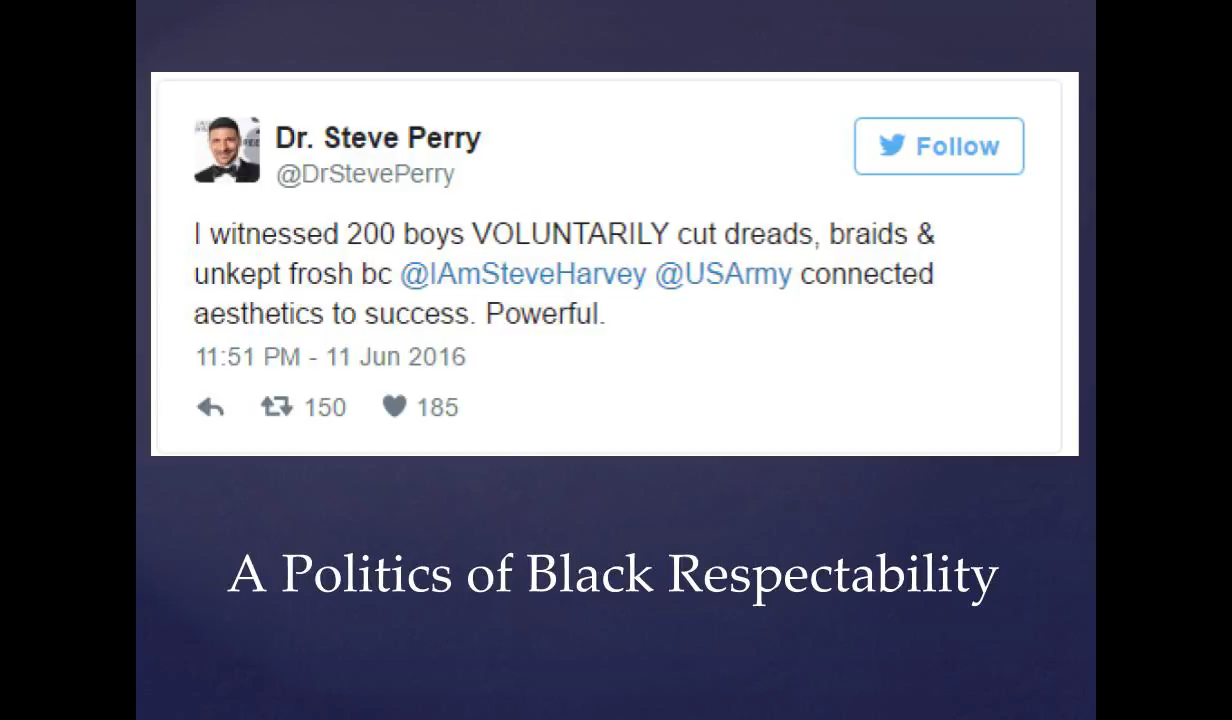 Dr. Steve Perry
@DrStevePerry
Follow
I witnessed 200 boys VOLUNTARILY cut dreads, braids &
unkept frosh bc @IAmSteveHarvey @USArmy connected
aesthetics to success. Powerful.
11:51 PM - 11 Jun 2016
150 185
A Politics of Black Respectability